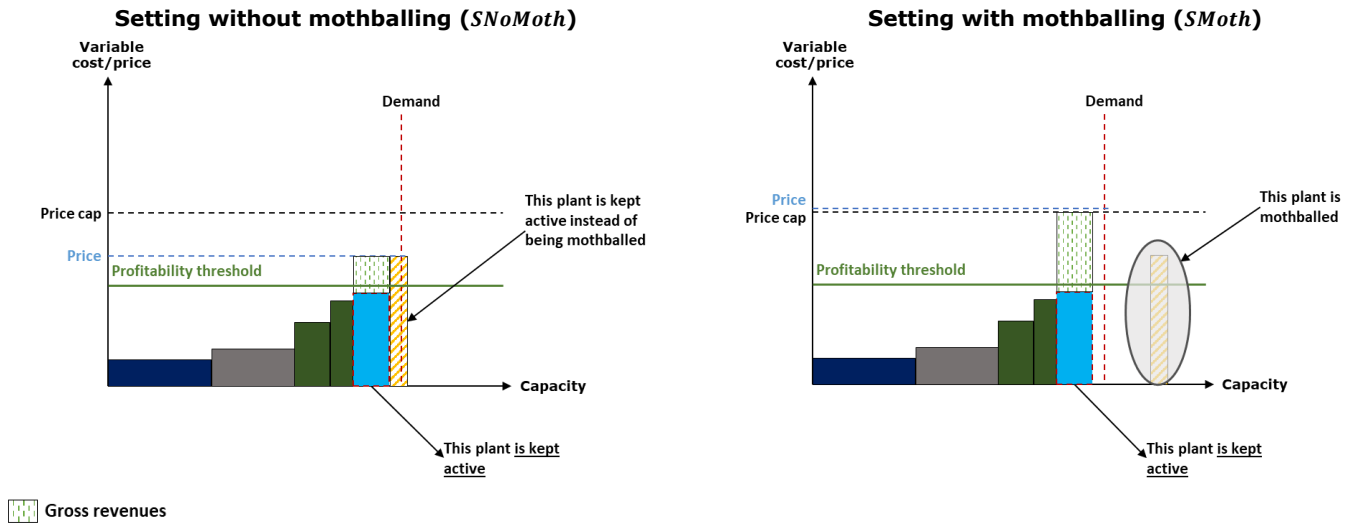 Setting without mothballing (SNoMoth)
Variable
cost/price
Demand
Price cap
Price
Profitability threshold
This plant is kept
active instead of
being mothballed
Capacity
This plant is kept
active
Gross revenues
Setting with mothballing (SMoth)
Variable
cost/price
Demand
Price
Price cap
Profitability threshold
This plant is
mothballed
Capacity
This plant is kept
active